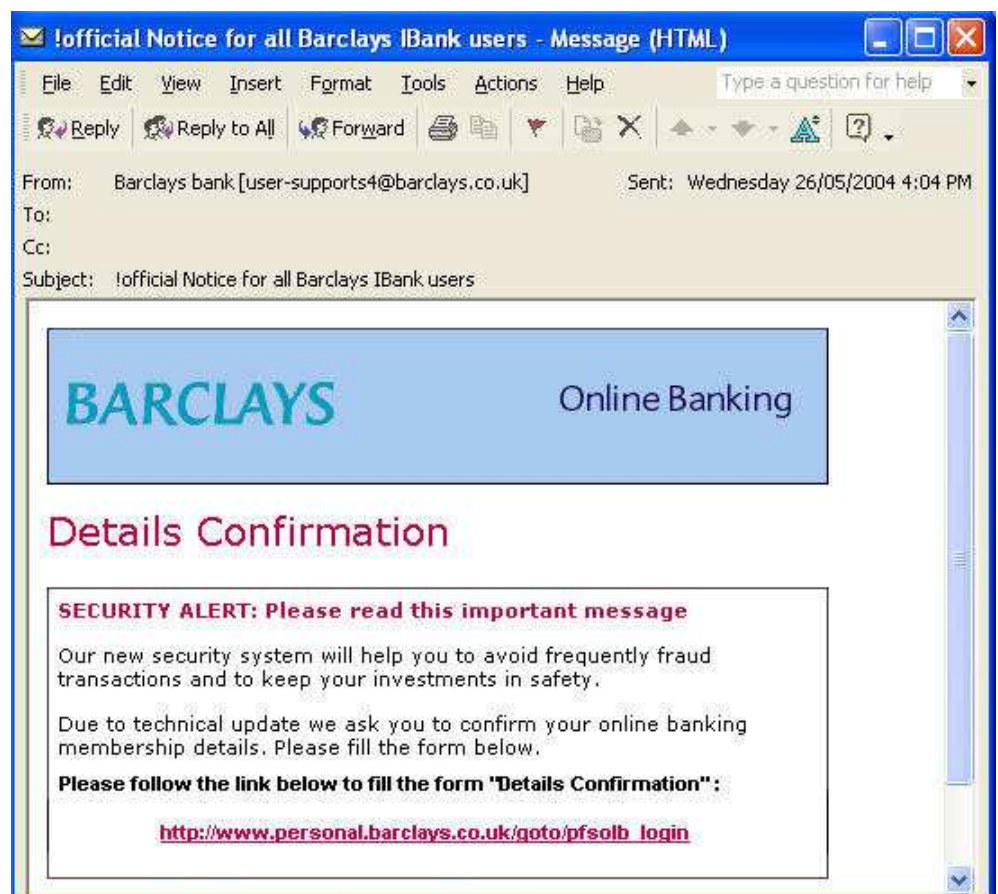 !official Notice for all Barclays IBank users - Message (HTML)
File Edit View Insert Format Tools Actions Help Type a question for help
Reply Reply to All Forward
From: Barclays bank [user-supports4@barclays.co.uk] Sent: Wednesday 26/05/2004 4:04 PM
To:
Cc:
Subject: !official Notice for all Barclays IBank users
BARCLAYS Online Banking
Details Confirmation
SECURITY ALERT: Please read this important message
Our new security system will help you to avoid frequently fraud
transactions and to keep your investments in safety.
Due to technical update we ask you to confirm your online banking
membership details. Please fill the form below.
Please follow the link below to fill the form "Details Confirmation":
http://www.personal.barclays.co.uk/goto/pfsolb_login